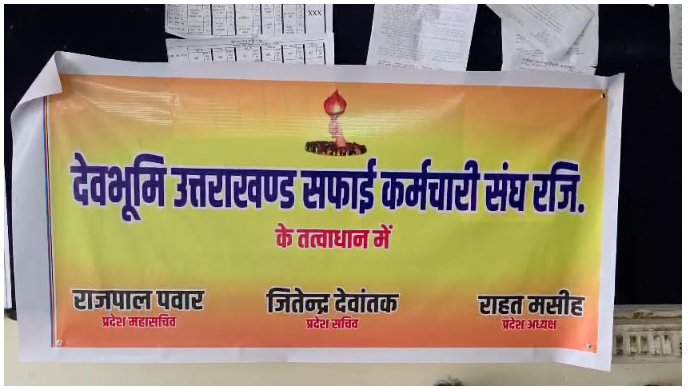 XXX
देवभूमि उत्तराखण्ड सफाई कर्मचारी संघ रजि.
के तत्वाधान में
राजपाल पवार जितेन्द्र देवांतक राहत मसीह
प्रदेश महासचिव प्रदेश सचिव प्रदेश अध्यक्ष